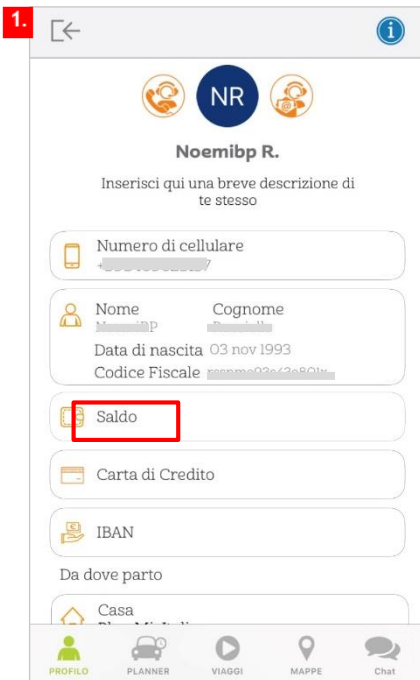 1.
NR
Noemibp R.
Inserisci qui una breve descrizione di
te stesso
Numero di cellulare
Nome Cognome
Data di nascita 03 nov 1993
Codice Fiscale
Saldo
Carta di Credito
IBAN
Da dove parto
Casa
PROFILO PLANNER VIAGGI MAPPE Chat